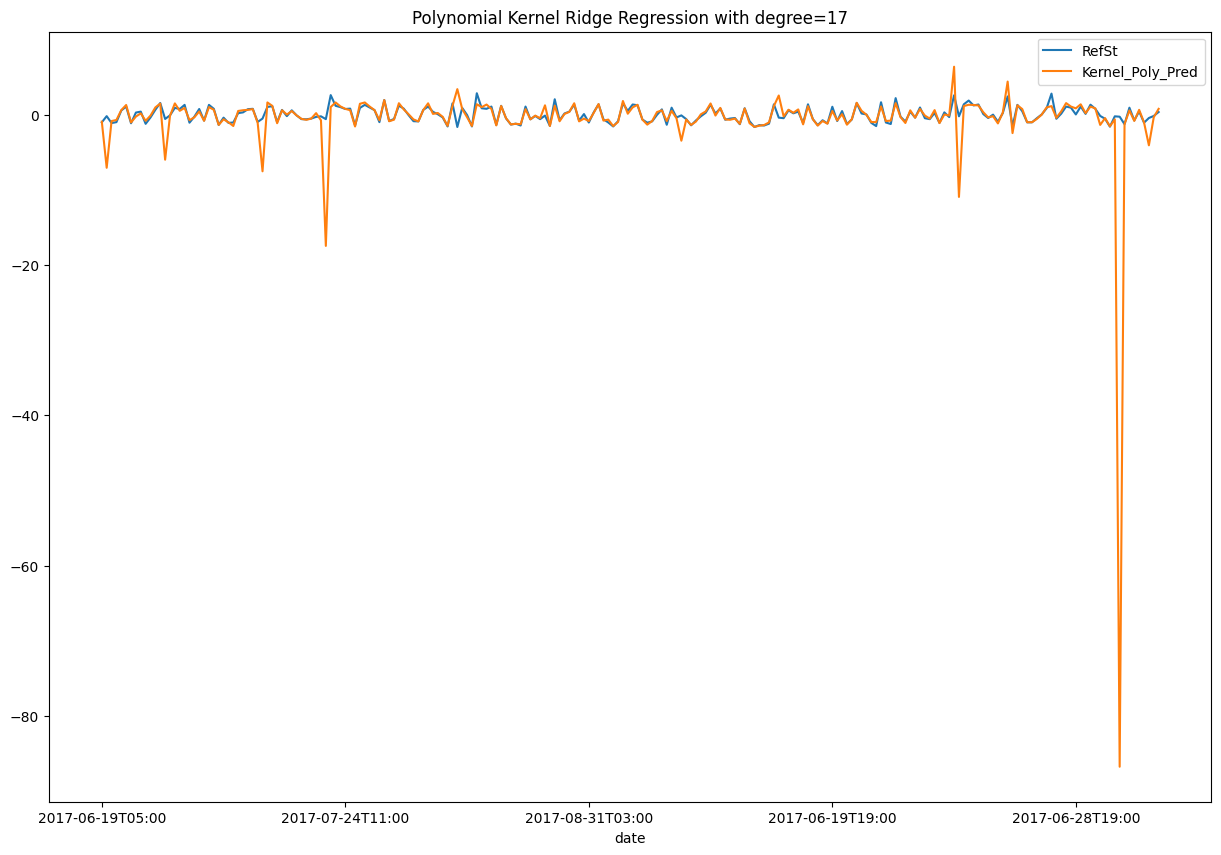 Polynomial Kernel Ridge Regression with degree=17
RefSt
Kernel_Poly_Pred
0
−20
−40
−60
−80
2017-06-19T05:00
2017-07-24T11:00
2017-08-31T03:00
2017-06-19T19:00
2017-06-28T19:00
date